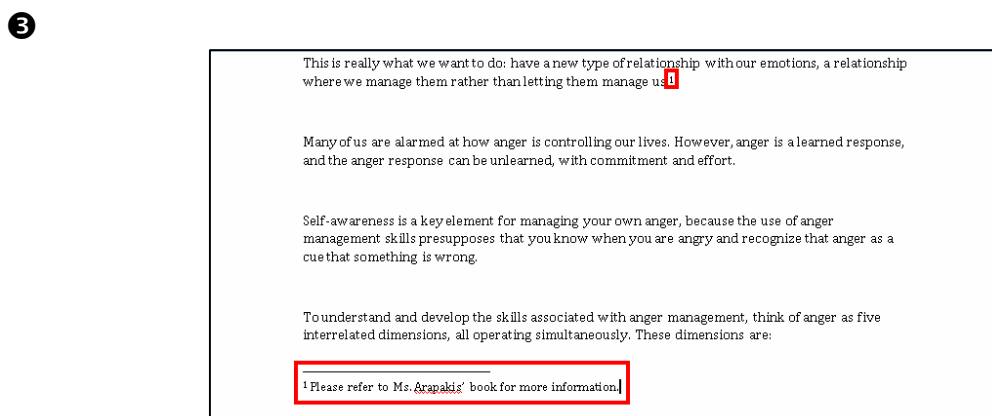 ❸
This is really what we want to do: have a new type of relationship with our emotions, a relationship
where we manage them rather than letting them manage us 1
Many of us are alarmed at how anger is controlling our lives. However, anger is a learned response,
and the anger response can be unlearned, with commitment and effort.
Self-awareness is a key element for managing your own anger, because the use of anger
management skills presupposes that you know when you are angry and recognize that anger as a
cue that something is wrong.
To understand and develop the skills associated with anger management, think of anger as five
interrelated dimensions, all operating simultaneously. These dimensions are:
1 Please refer to Ms. Arapakis' book for more information.